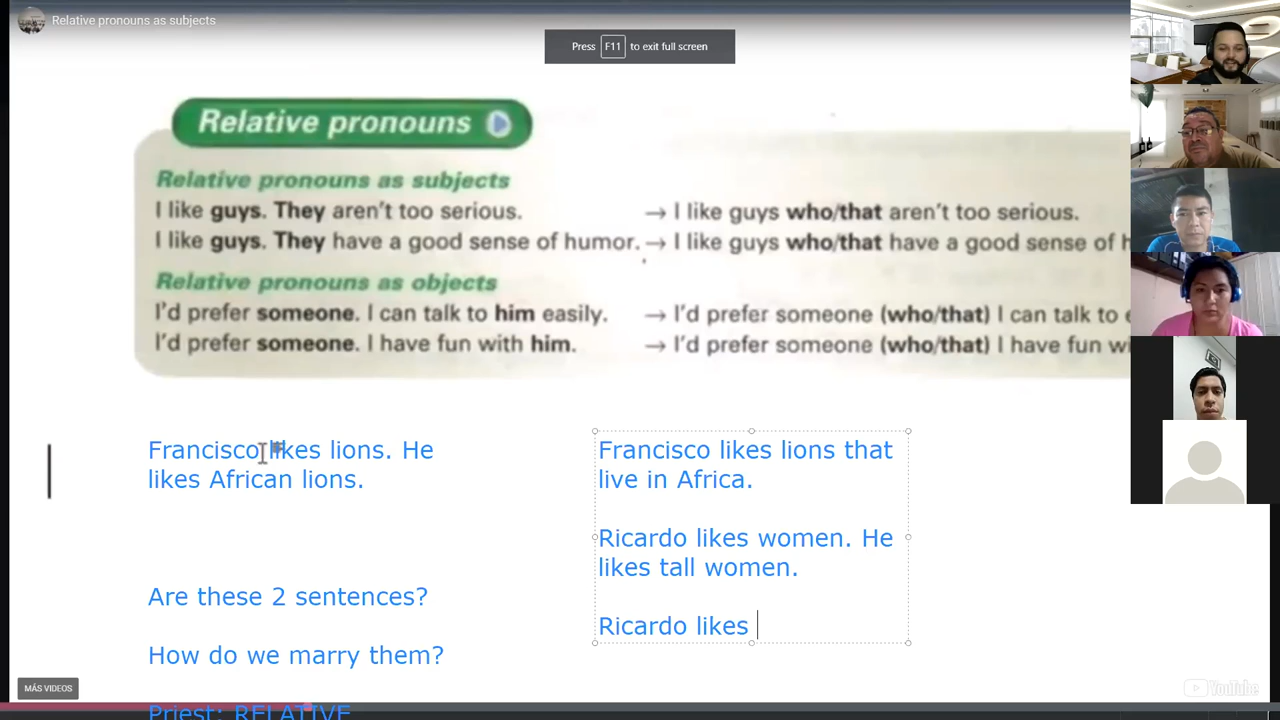 Relative pronouns as subjects
Press F11 to exit full screen
Relative pronouns
Relative pronouns as subjects
I like guys. They aren't too serious. → I like guys who/that aren't too serious.
I like guys. They have a good sense of humor. → I like guys who/that have a good sense of h
Relative pronouns as objects
I'd prefer someone. I can talk to him easily. → I'd prefer someone (who/that) I can talk to e
I'd prefer someone. I have fun with him. → I'd prefer someone (who/that) I have fun wi
Francisco likes lions. He
likes African lions.
Are these 2 sentences?
How do we marry them?
Priest: RELATIVE
Francisco likes lions that
live in Africa.
Ricardo likes women. He
likes tall women.
Ricardo likes
MÁS VIDEOS
YouTube